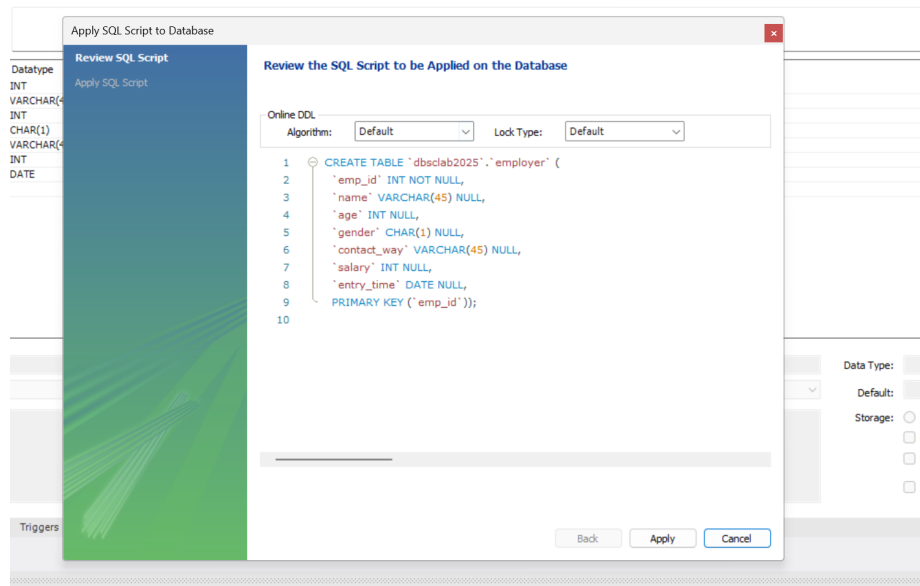 Apply SQL Script to Database
Review SQL Script
Apply SQL Script
Review the SQL Script to be Applied on the Database
Online DDL
Algorithm: Default Lock Type: Default
1 CREATE TABLE `dbsclab2025`.`employer` (
2 `emp_id` INT NOT NULL,
3 `name` VARCHAR(45) NULL,
4 `age` INT NULL,
5 `gender` CHAR(1) NULL,
6 `contact_way` VARCHAR(45) NULL,
7 `salary` INT NULL,
8 `entry_time` DATE NULL,
9 PRIMARY KEY (`emp_id`));
10
Back Apply Cancel
Datatype
INT
VARCHAR(4
INT
CHAR(1)
VARCHAR(4
INT
DATE
Data Type:
Default:
Storage:
Triggers